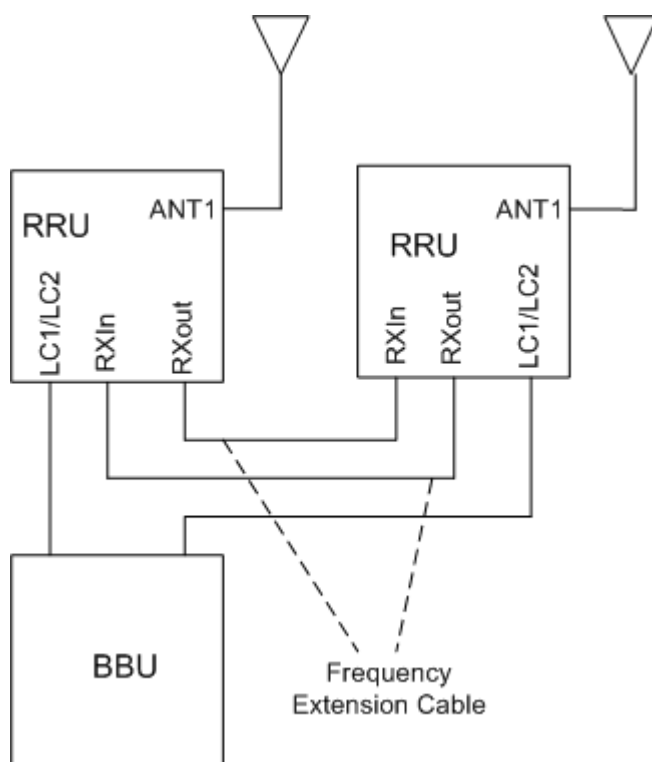 ANT1
RRU
LC1/LC2
RXIn
RXout
ANT1
RRU
RXIn
RXout
LC1/LC2
BBU
Frequency
Extension Cable